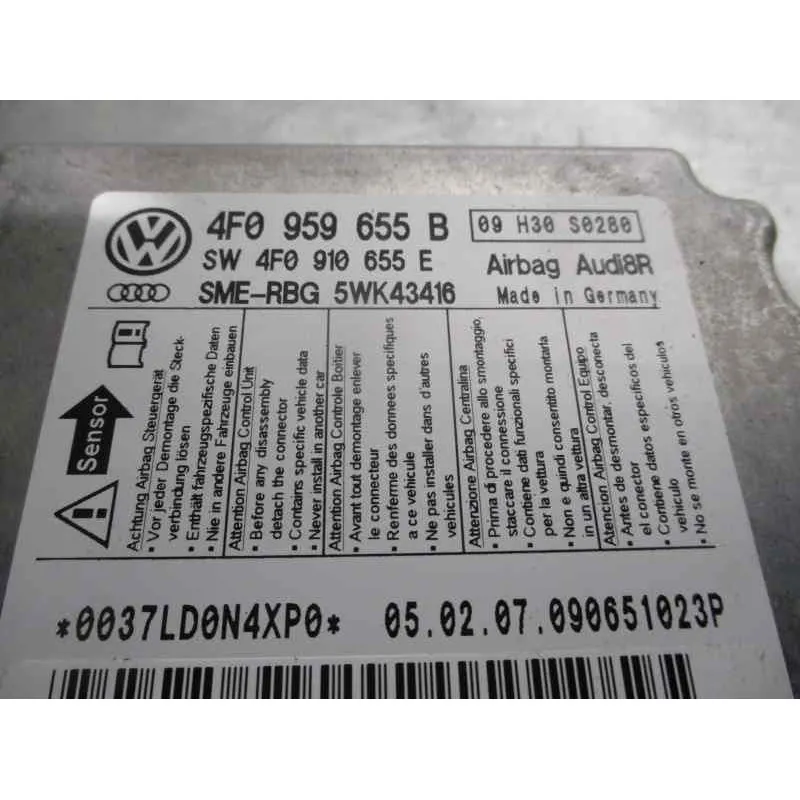 4F0 959 655 B
09 H30 S0280
SW 4F0 910 655 E
Airbag Audi8R
SME-RBG 5WK43416
Made in Germany
Sensor
Achtung Airbag Steuergerät
• Vor jeder Demontage die Steck-
verbindung lösen
• Enthält fahrzeugspezifische Daten
• Nie in andere Fahrzeuge einbauen
Attention Airbag Control Unit
• Before any disassembly
detach the connector
• Contains specific vehicle data
• Never install in another car
Attention Airbag Controle Boitier
• Avant tout demontage enlever
le connecteur
• Renferme des donnees specifiques
a ce vehicule
• Ne pas installer dans d'autres
vehicules
Attenzione Airbag Centralina
• Prima di procedere allo smontaggio,
staccare il connessione
• Contiene dati funzionali specifici
per la vettura
• Non e quindi consentito montarla
in un altra vettura
Atencion Airbag Control Equipo
• Antes de desmontar, desconecta
el conector
• Contiene datos especificos del
vehiculo
• No se monte en otros vehiculos
*0037LD0N4XP0*
05.02.07.090651023P